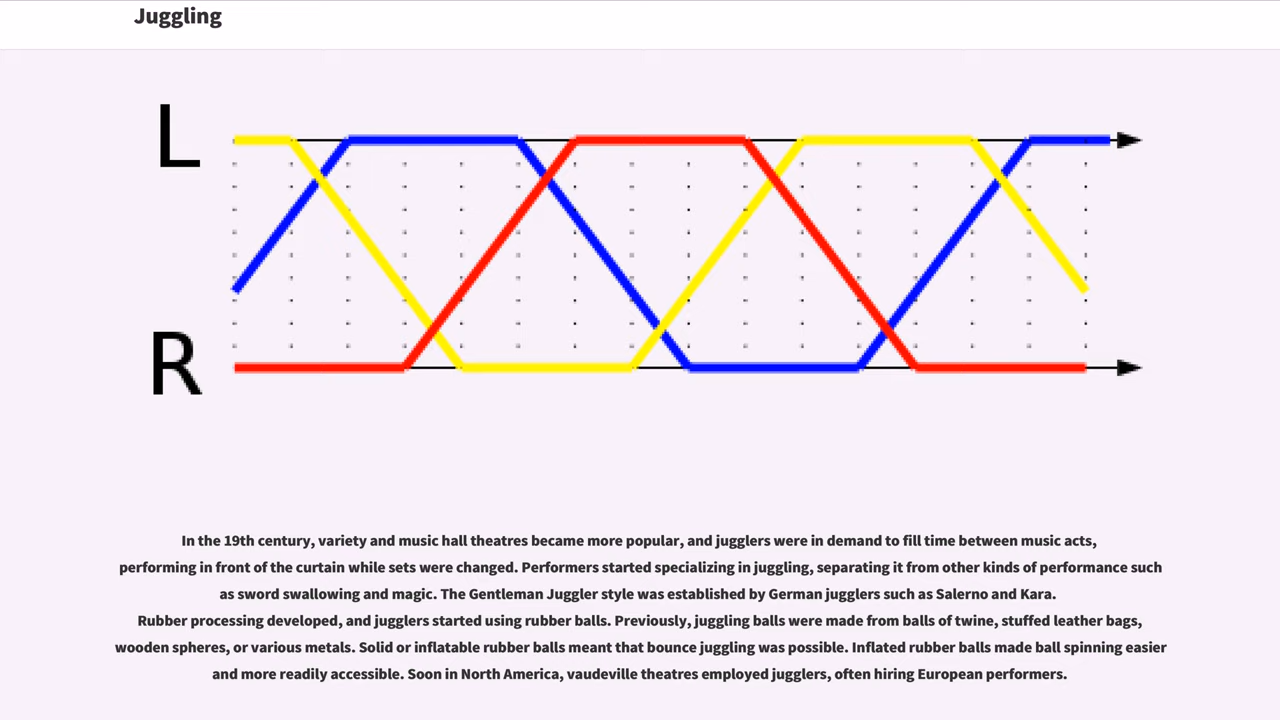 Juggling
L
R
In the 19th century, variety and music hall theatres became more popular, and jugglers were in demand to fill time between music acts,
performing in front of the curtain while sets were changed. Performers started specializing in juggling, separating it from other kinds of performance such
as sword swallowing and magic. The Gentleman Juggler style was established by German jugglers such as Salerno and Kara.
Rubber processing developed, and jugglers started using rubber balls. Previously, juggling balls were made from balls of twine, stuffed leather bags,
wooden spheres, or various metals. Solid or inflatable rubber balls meant that bounce juggling was possible. Inflated rubber balls made ball spinning easier
and more readily accessible. Soon in North America, vaudeville theatres employed jugglers, often hiring European performers.